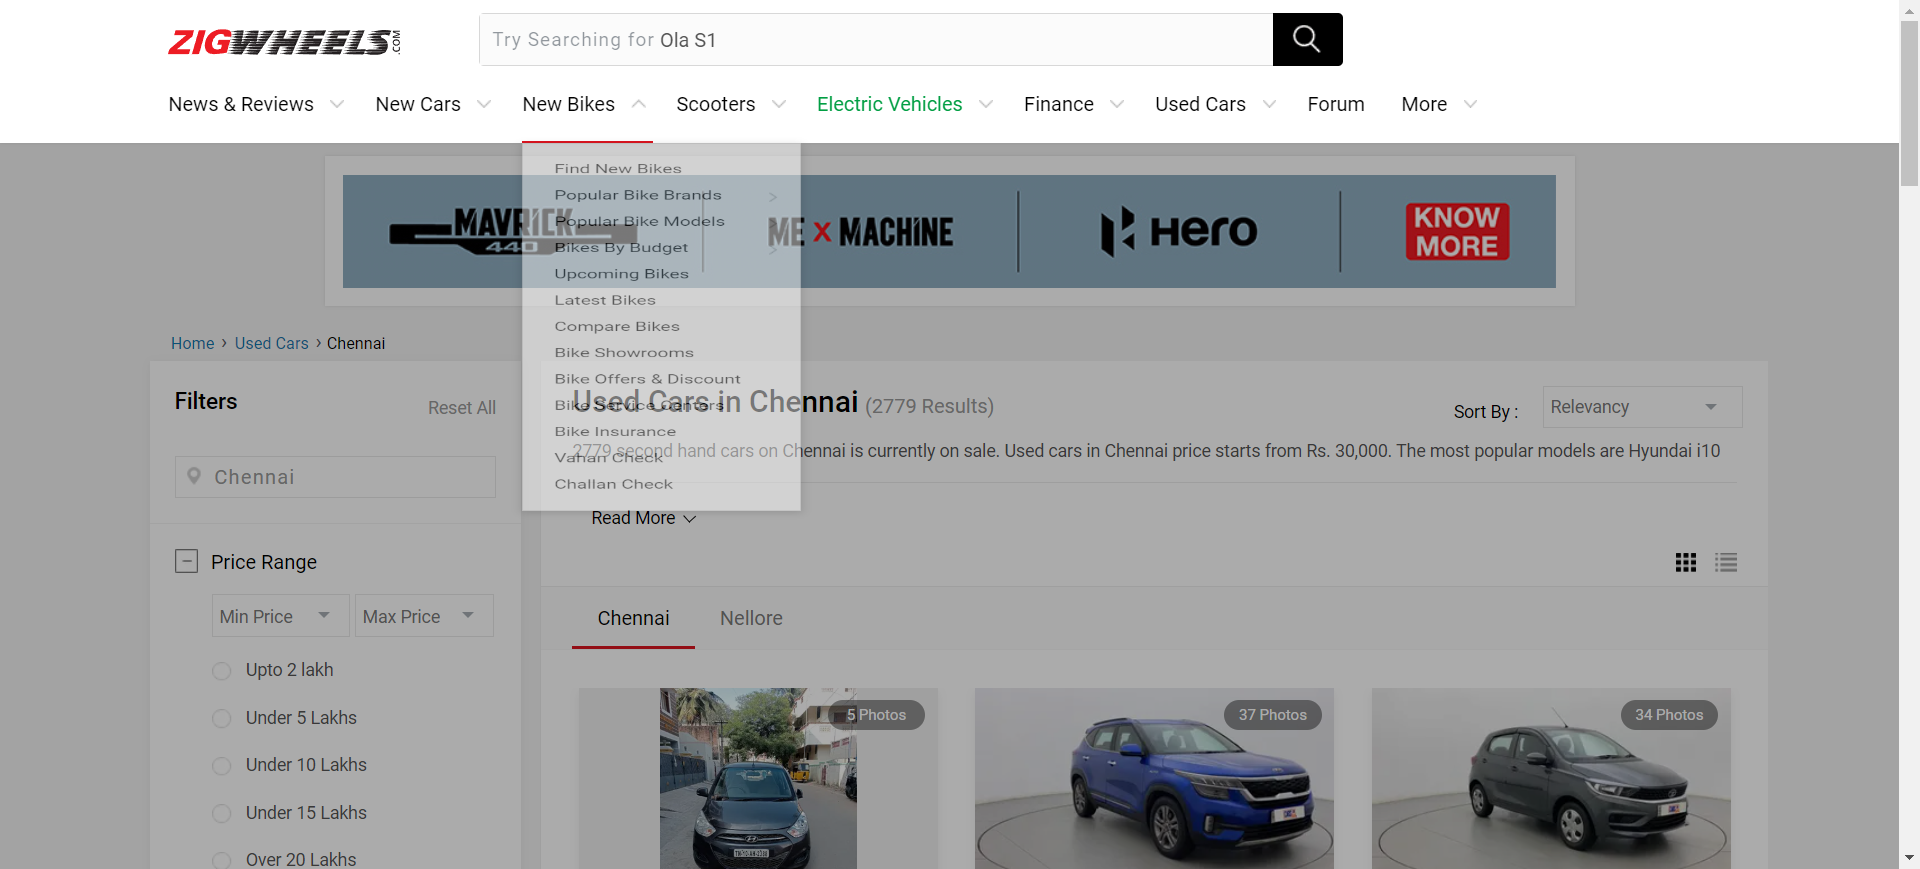 ZIGWHEELS.COM
Try Searching for Ola S1
News & Reviews New Cars New Bikes Scooters Electric Vehicles Finance Used Cars Forum More
Find New Bikes
Popular Bike Brands
Popular Bike Models
Bikes By Budget
Upcoming Bikes
Latest Bikes
Compare Bikes
Bike Showrooms
Bike Offers & Discount
Bike Service Centers
Bike Insurance
Vahan Check
Challan Check
MAVRICK
440
ME X MACHINE
Hero
KNOW
MORE
Home › Used Cars › Chennai
Filters
Reset All
Chennai
Price Range
Min Price Max Price
Upto 2 lakh
Under 5 Lakhs
Under 10 Lakhs
Under 15 Lakhs
Over 20 Lakhs
Used Cars in Chennai (2779 Results)
Sort By : Relevancy
2779 second hand cars on Chennai is currently on sale. Used cars in Chennai price starts from Rs. 30,000. The most popular models are Hyundai i10
Read More
Chennai Nellore
5 Photos
37 Photos
34 Photos